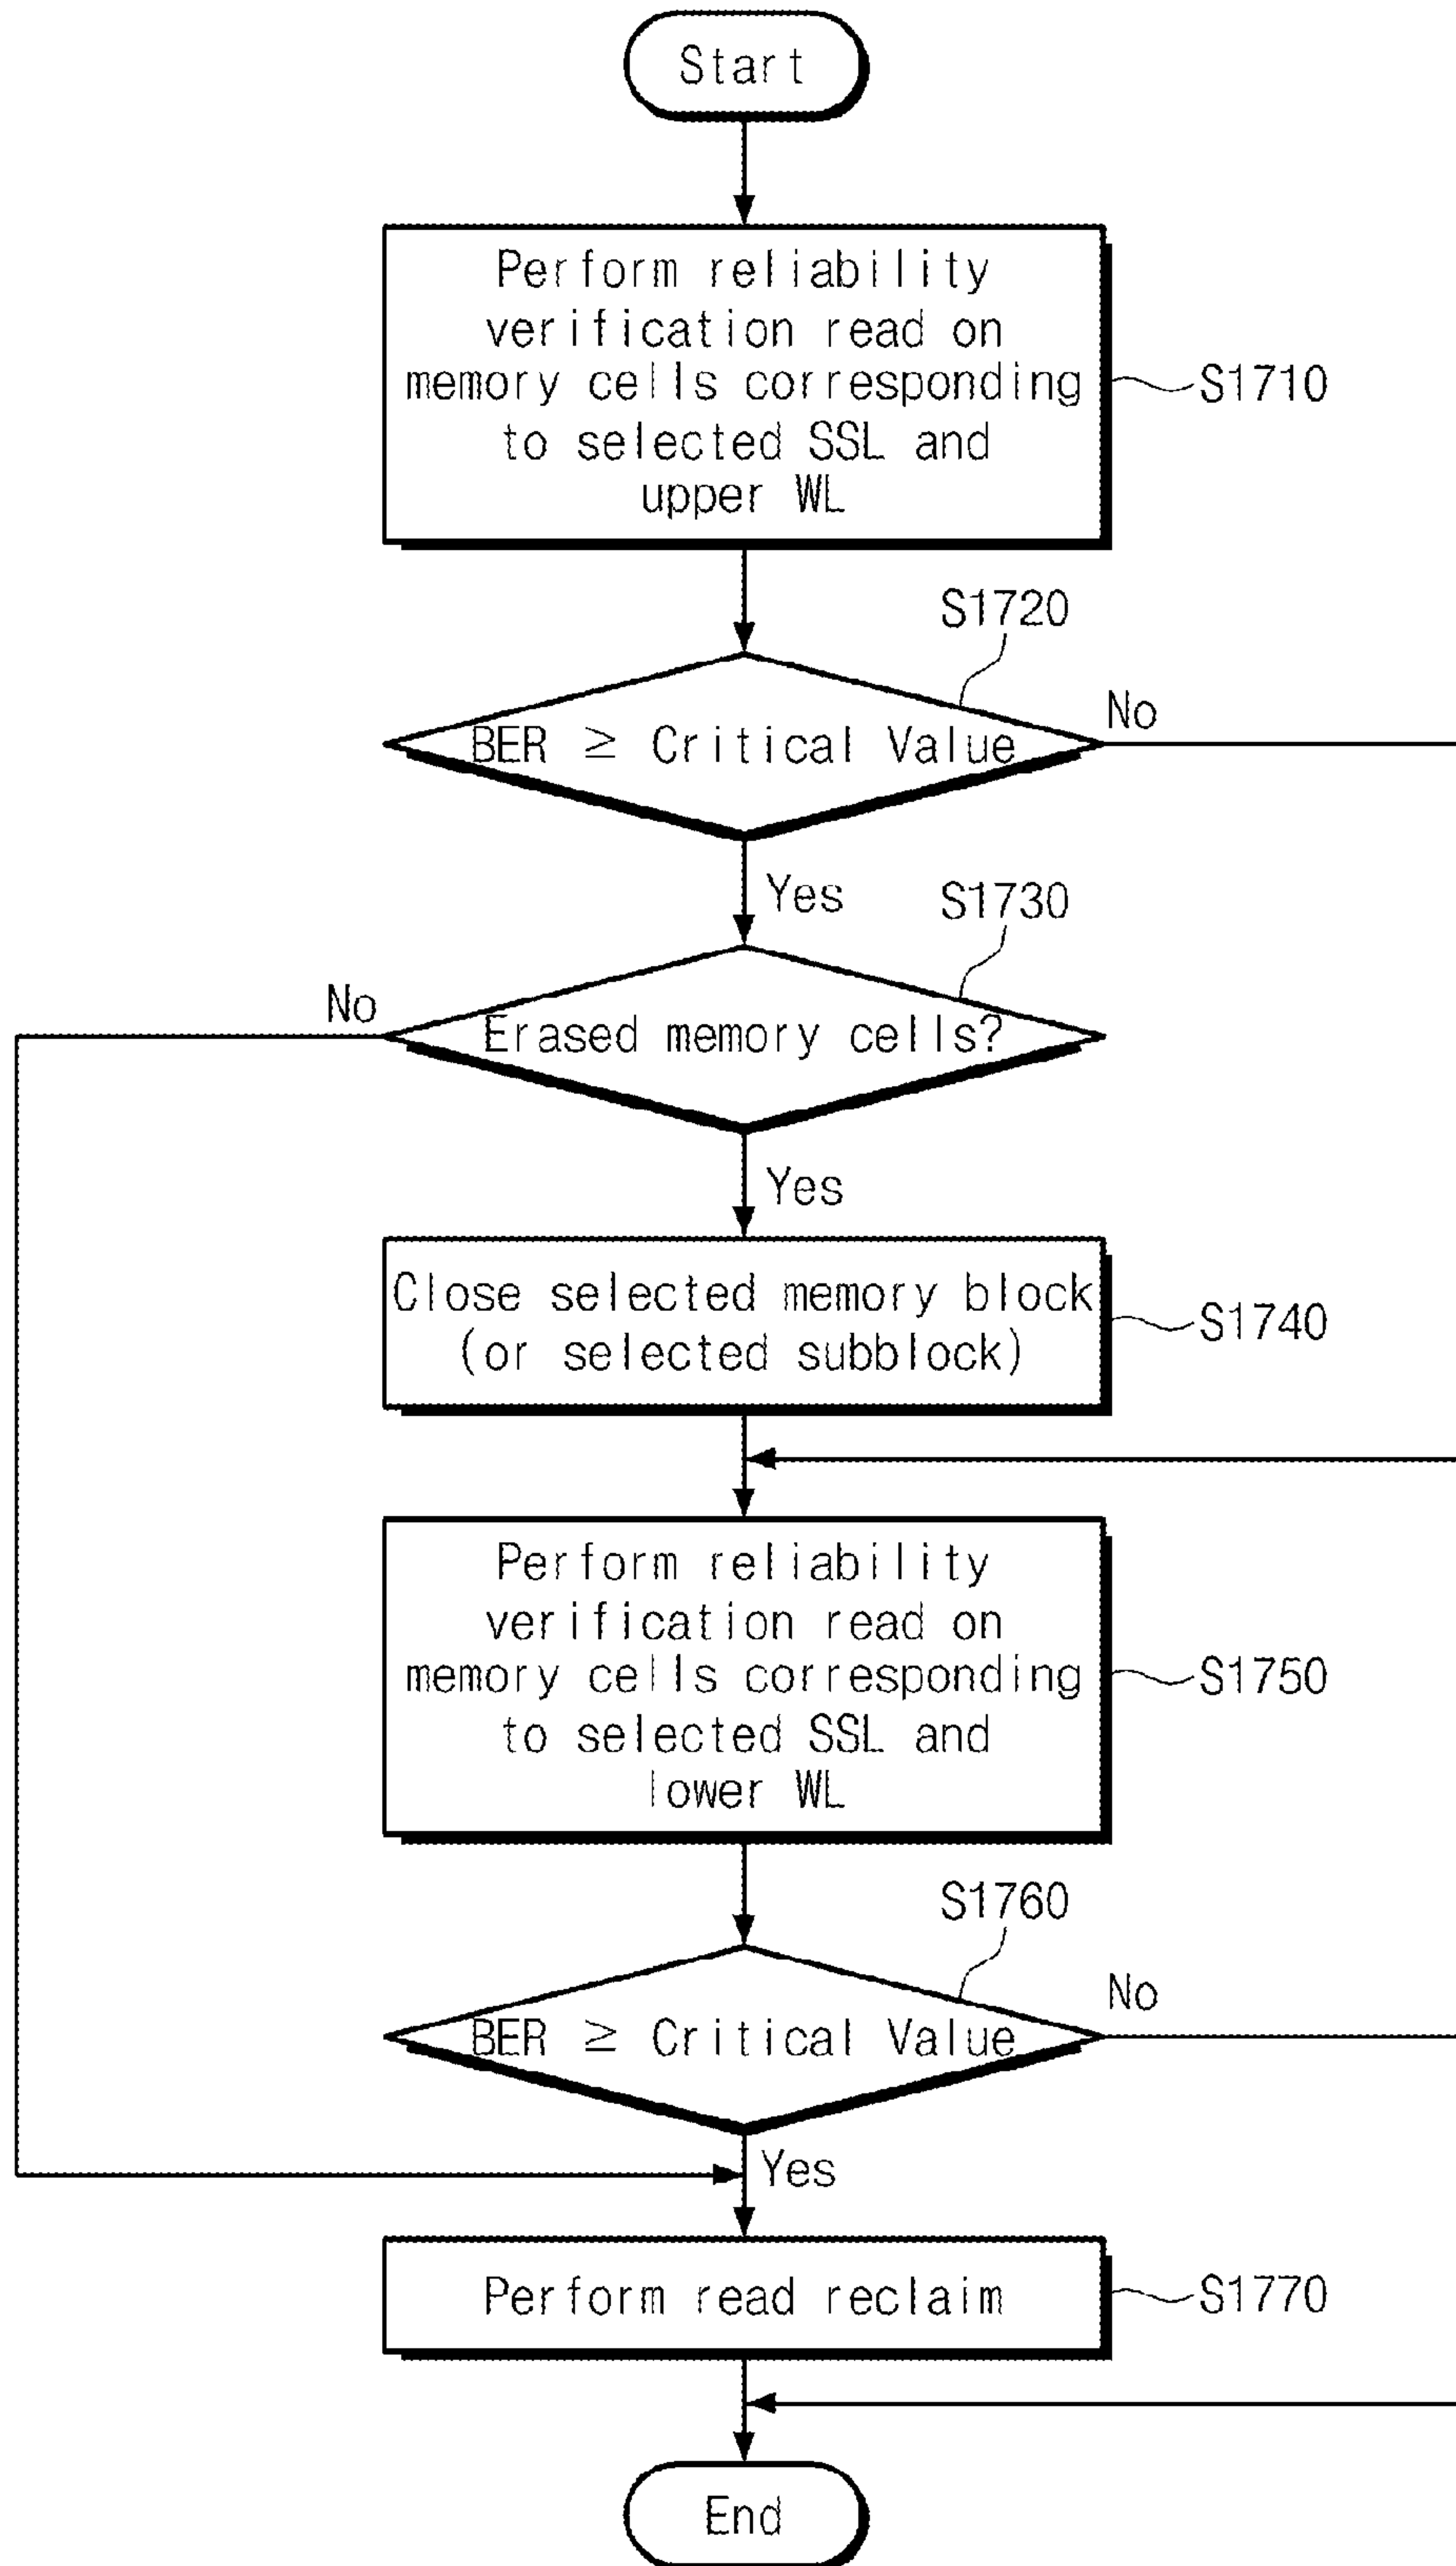 Start
Perform reliability
verification read on
memory cells corresponding
to selected SSL and
upper WL
S1710
S1720
BER ≥ Critical Value
No
Yes
S1730
No
Erased memory cells?
Yes
Close selected memory block
(or selected subblock)
S1740
Perform reliability
verification read on
memory cells corresponding
to selected SSL and
lower WL
S1750
S1760
BER ≥ Critical Value
No
Yes
Perform read reclaim
S1770
End